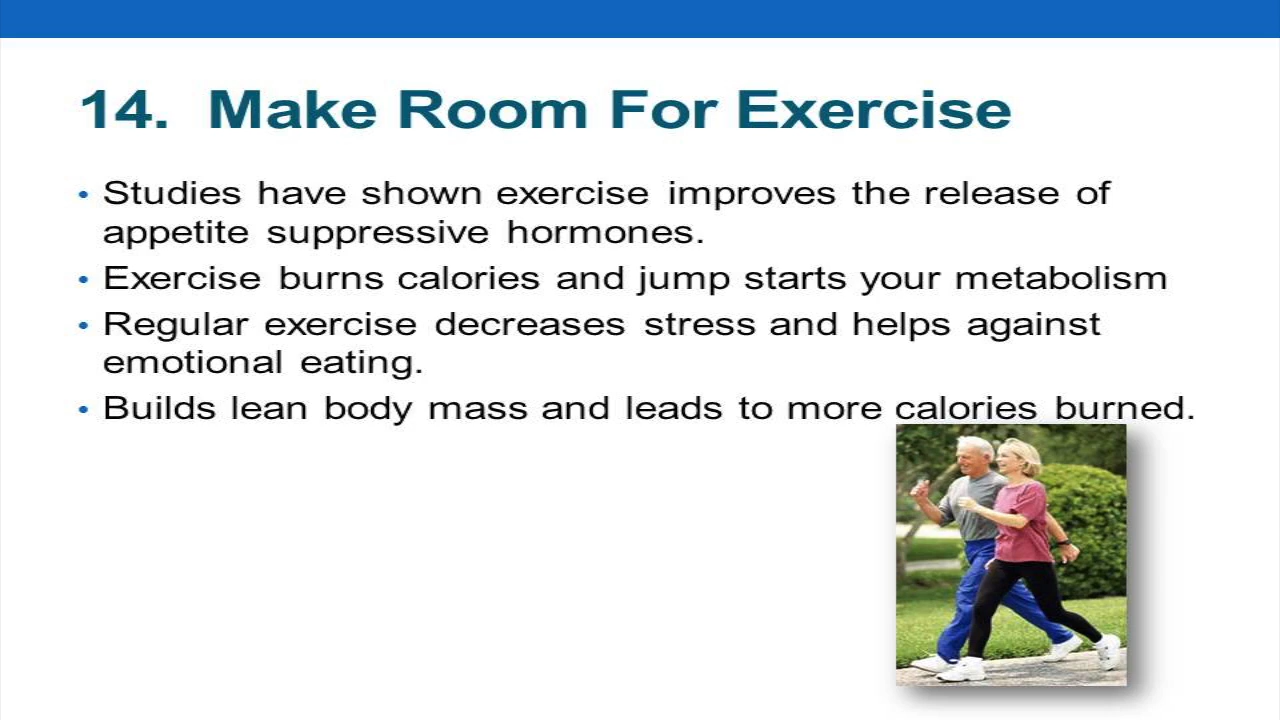 14. Make Room For Exercise
• Studies have shown exercise improves the release of
appetite suppressive hormones.
• Exercise burns calories and jump starts your metabolism
• Regular exercise decreases stress and helps against
emotional eating.
• Builds lean body mass and leads to more calories burned.